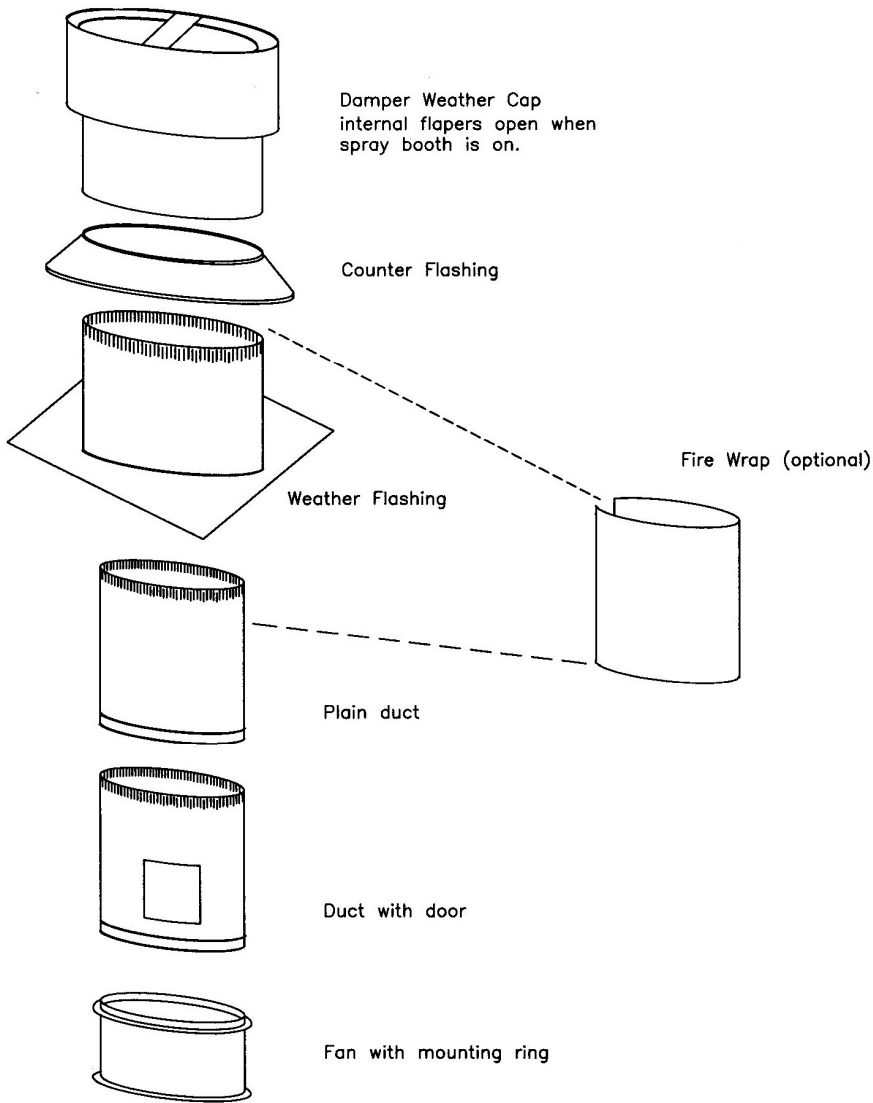 Damper Weather Cap
internal flapers open when
spray booth is on.
Counter Flashing
Fire Wrap (optional)
Weather Flashing
Plain duct
Duct with door
Fan with mounting ring